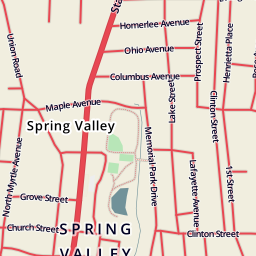 Sta
Homerlee Avenue
Union Road
Ohio Avenue
Prospect Street
Henrietta Place
Columbus Avenue
Lake Street
Maple Avenue
Clinton Street
Spring Valley
Memorial Park Drive
Lafayette Avenue
1st Street
North Myrtle Avenue
Grove Street
Church Street
SPRING
VALLEY
Clinton Street